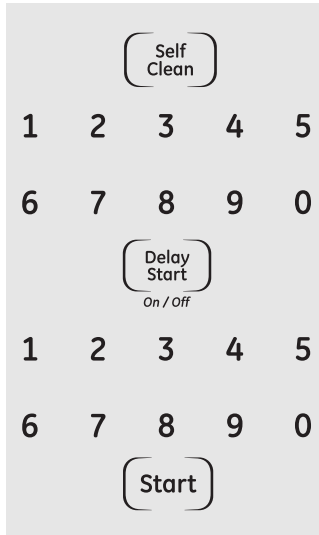 Self
Clean
1 2 3 4 5
6 7 8 9 0
Delay
Start
On / Off
1 2 3 4 5
6 7 8 9 0
Start